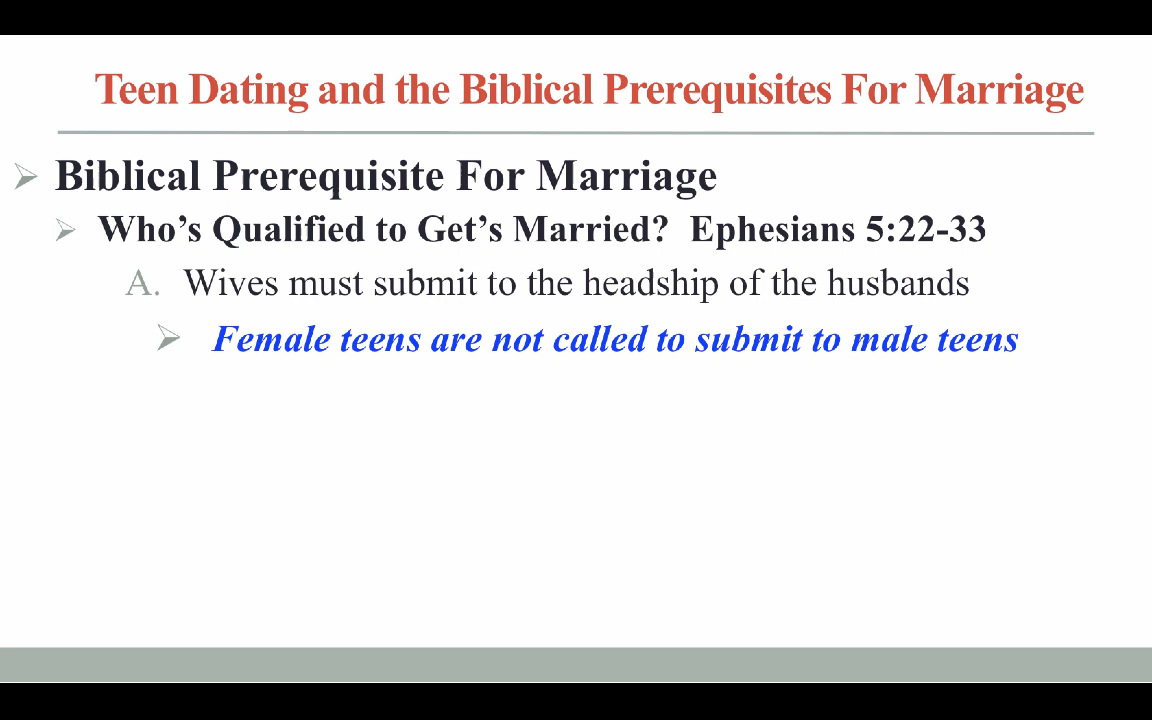 Teen Dating and the Biblical Prerequisites For Marriage
Biblical Prerequisite For Marriage
Who’s Qualified to Get’s Married? Ephesians 5:22-33
A. Wives must submit to the headship of the husbands
Female teens are not called to submit to male teens